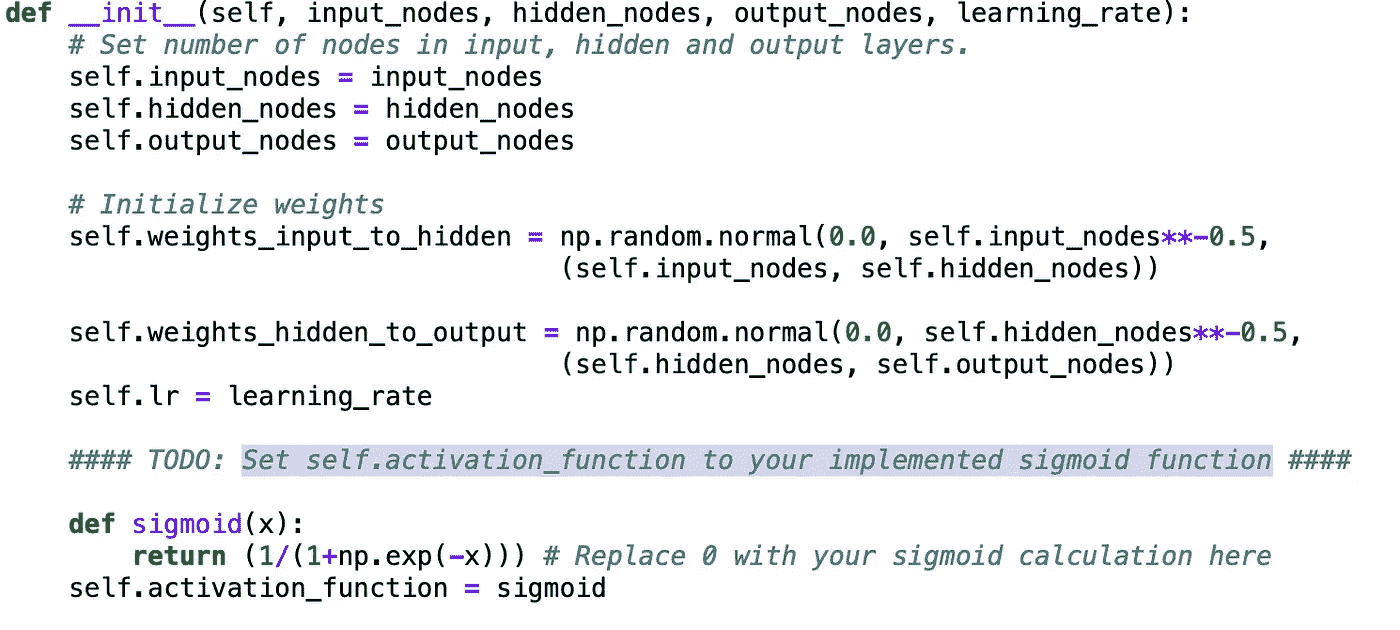 def __init__(self, input_nodes, hidden_nodes, output_nodes, learning_rate):
    # Set number of nodes in input, hidden and output layers.
    self.input_nodes = input_nodes
    self.hidden_nodes = hidden_nodes
    self.output_nodes = output_nodes

    # Initialize weights
    self.weights_input_to_hidden = np.random.normal(0.0, self.input_nodes**-0.5,
                                   (self.input_nodes, self.hidden_nodes))

    self.weights_hidden_to_output = np.random.normal(0.0, self.hidden_nodes**-0.5,
                                   (self.hidden_nodes, self.output_nodes))
    self.lr = learning_rate

    #### TODO: Set self.activation_function to your implemented sigmoid function ####

    def sigmoid(x):
        return (1/(1+np.exp(-x))) # Replace 0 with your sigmoid calculation here
    self.activation_function = sigmoid